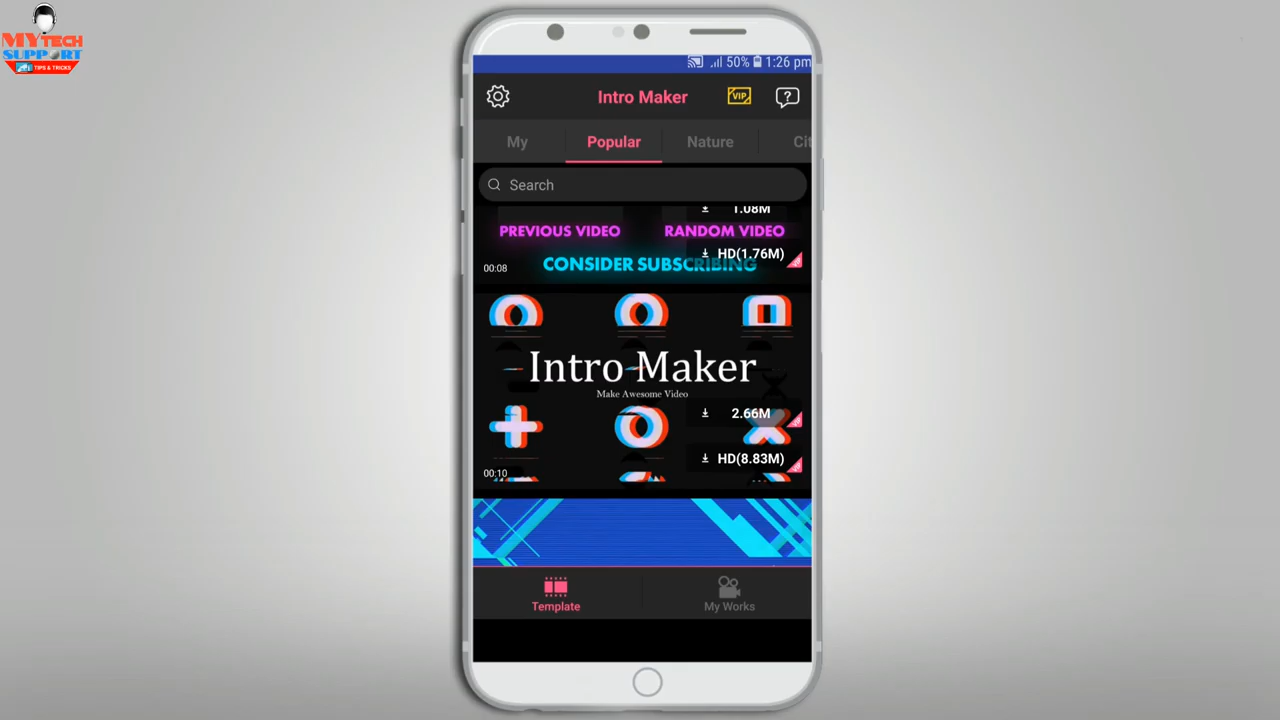 MYTECH
SUPPORT
TIPS & TRICKS
50% 1:26 pm
Intro Maker
VIP
?
My
Popular
Nature
Cit
Search
1.08M
PREVIOUS VIDEO
RANDOM VIDEO
HD(1.76M)
00:08
CONSIDER SUBSCRIBING
Intro Maker
Make Awesome Video
2.66M
HD(8.83M)
00:10
Template
My Works